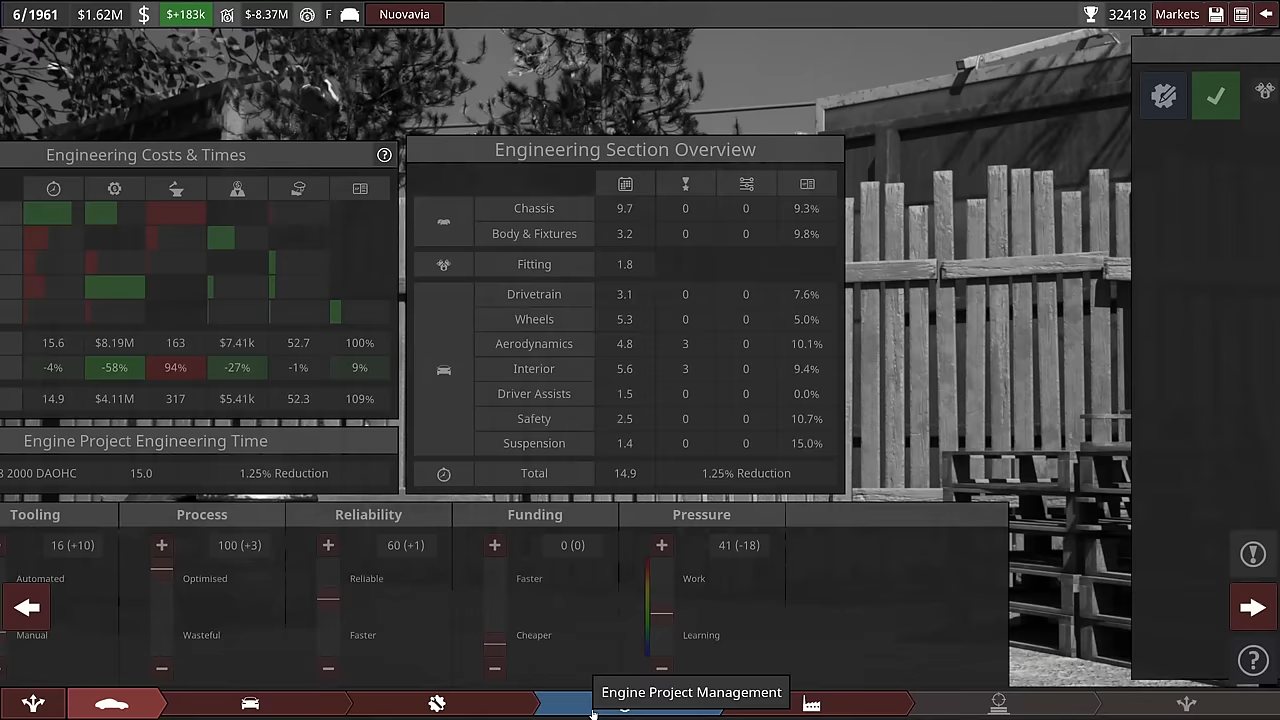 6/1961 $1.62M $ $+183k $-8.37M F Nuovavia 32418 Markets
Engineering Costs & Times
15.6 $8.19M 163 $7.41k 52.7 100%
-4% -58% 94% -27% -1% 9%
14.9 $4.11M 317 $5.41k 52.3 109%
Engine Project Engineering Time
8 2000 DAOHC 15.0 1.25% Reduction
Engineering Section Overview
Chassis 9.7 0 0 9.3%
Body & Fixtures 3.2 0 0 9.8%
Fitting 1.8
Drivetrain 3.1 0 0 7.6%
Wheels 5.3 0 0 5.0%
Aerodynamics 4.8 3 0 10.1%
Interior 5.6 3 0 9.4%
Driver Assists 1.5 0 0 0.0%
Safety 2.5 0 0 10.7%
Suspension 1.4 0 0 15.0%
Total 14.9 1.25% Reduction
Tooling Process Reliability Funding Pressure
16 (+10) 100 (+3) 60 (+1) 0 (0) 41 (-18)
Automated Optimised Reliable Faster Work
Manual Wasteful Faster Cheaper Learning
Engine Project Management